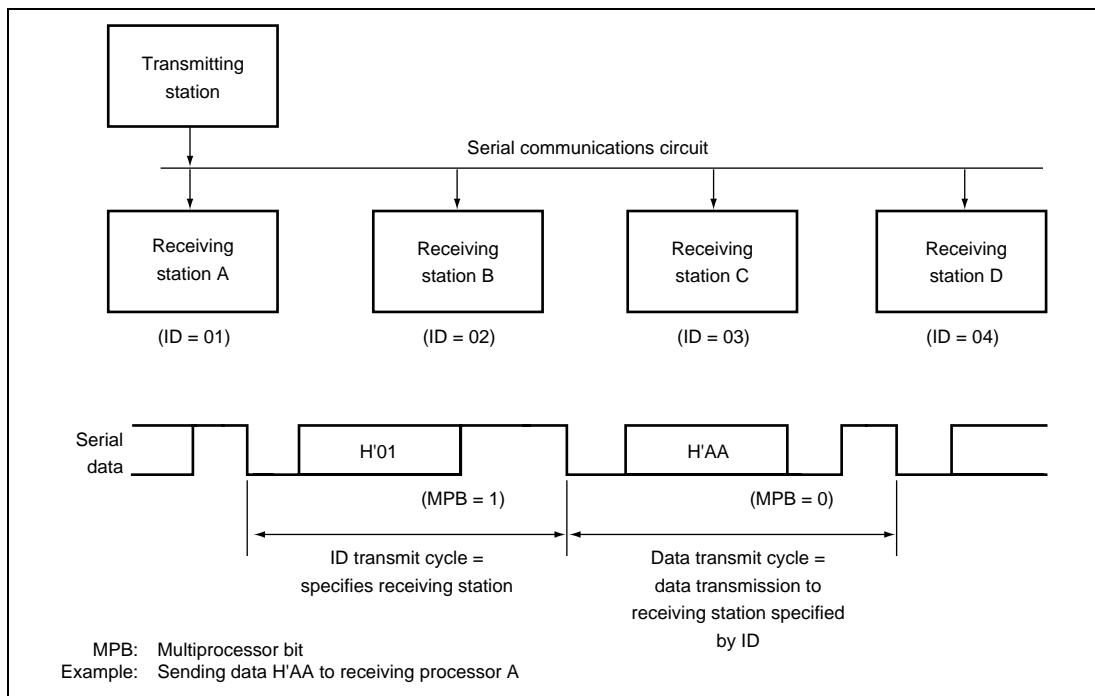 Transmitting
station
Serial communications circuit
Receiving
station A
Receiving
station B
Receiving
station C
Receiving
station D
(ID = 01)
(ID = 02)
(ID = 03)
(ID = 04)
Serial
data
H'01
H'AA
(MPB = 1)
(MPB = 0)
ID transmit cycle =
specifies receiving station
Data transmit cycle =
data transmission to
receiving station specified
by ID
MPB: Multiprocessor bit
Example: Sending data H'AA to receiving processor A